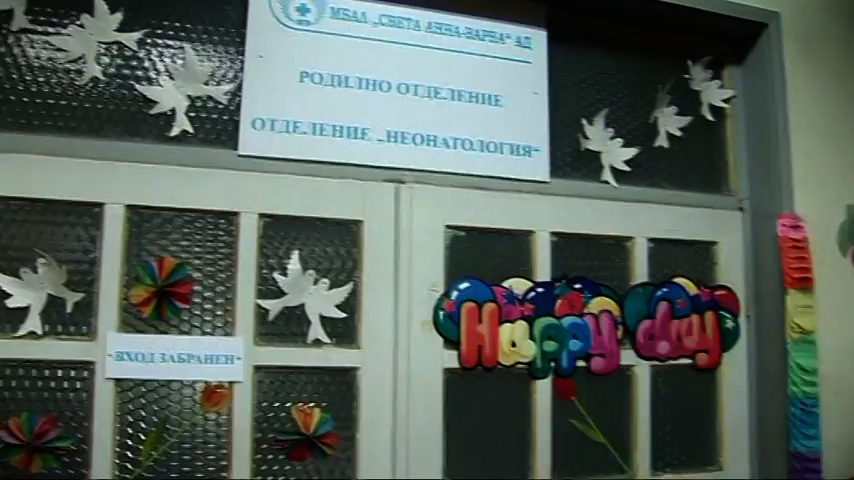 МБАЛ „СВЕТА АННА-ВАРНА“ АД
РОДИЛНО ОТДЕЛЕНИЕ
ОТДЕЛЕНИЕ „НЕОНАТОЛОГИЯ“
Happy day
-ВХОД ЗАБРАНЕН-